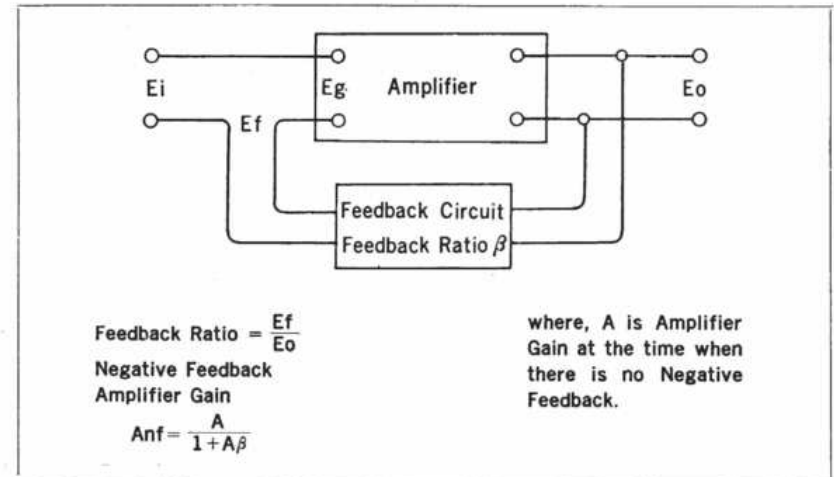 Ei
Eg
Amplifier
Eo
Ef
Feedback Circuit
Feedback Ratio β
Feedback Ratio = Ef/Eo
Negative Feedback
Amplifier Gain
Anf = A/1+Aβ
where, A is Amplifier
Gain at the time when
there is no Negative
Feedback.